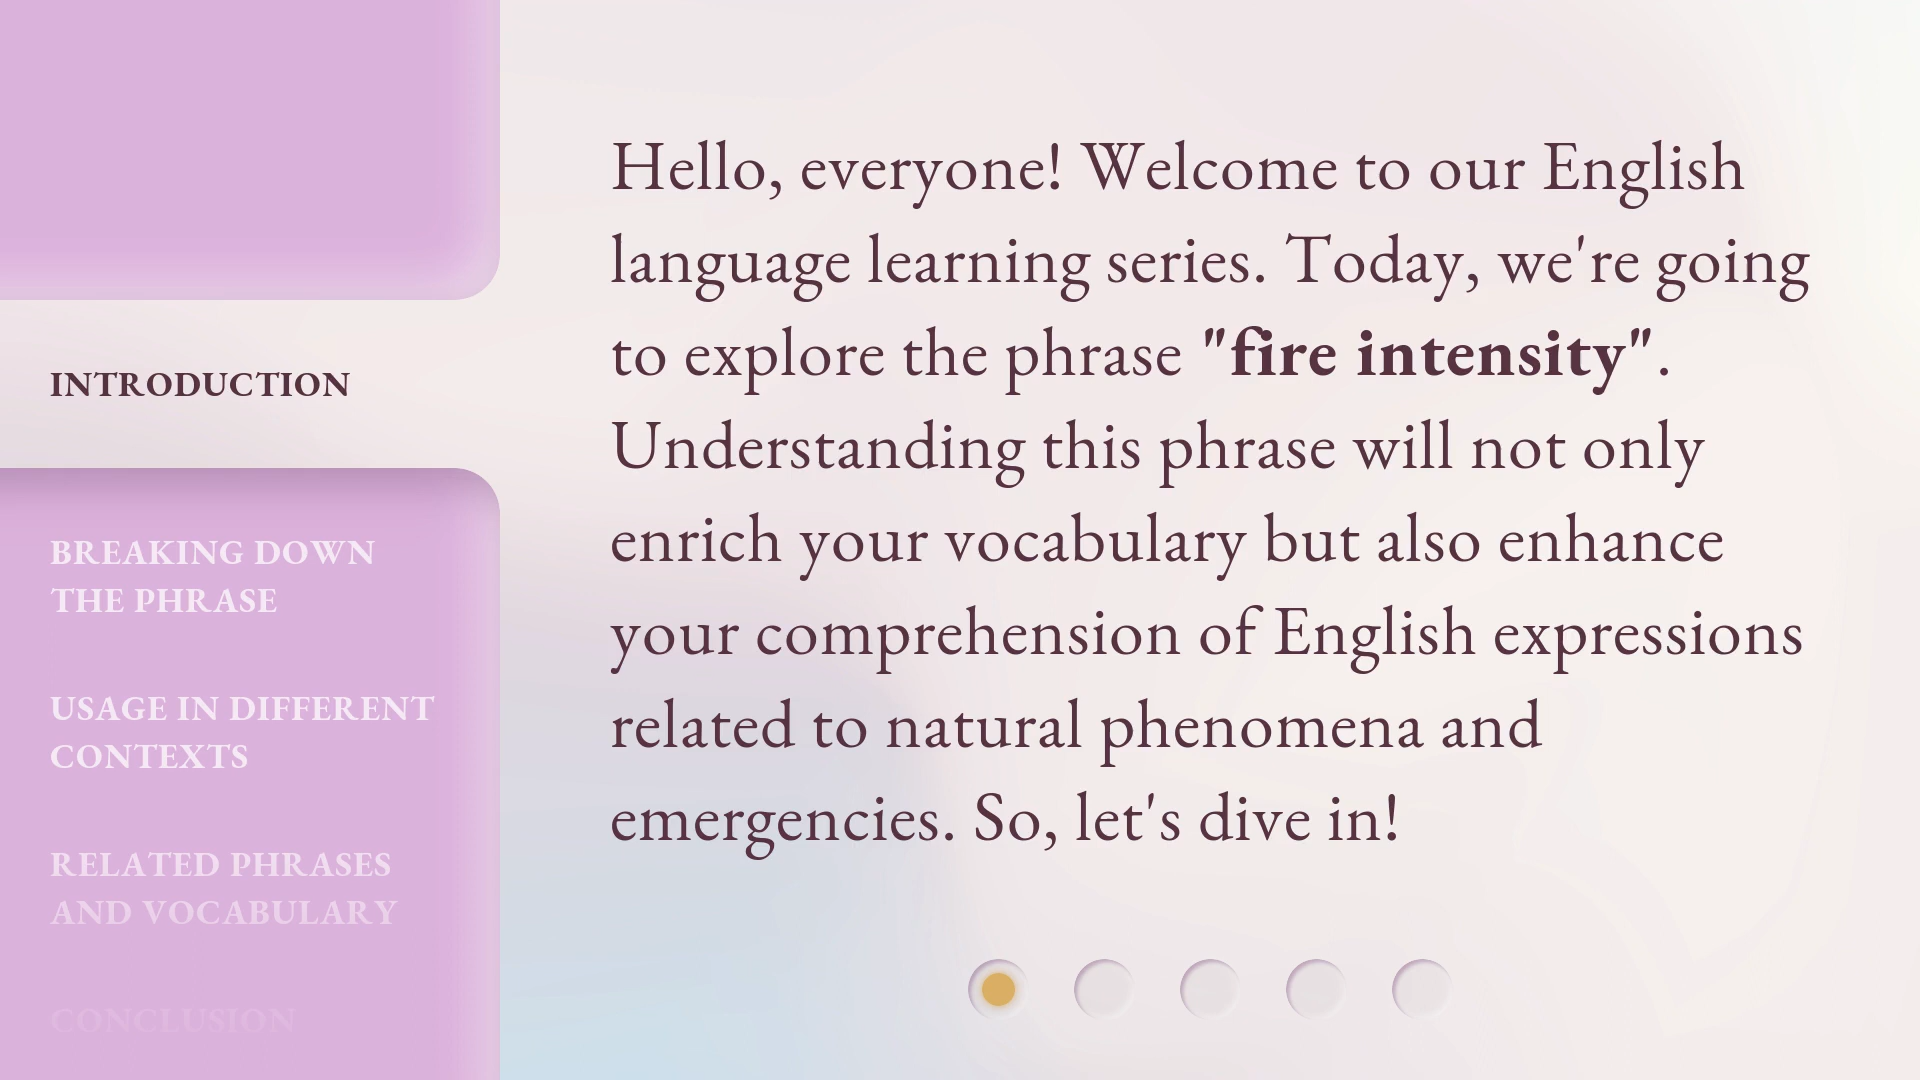 INTRODUCTION
BREAKING DOWN
THE PHRASE
USAGE IN DIFFERENT
CONTEXTS
RELATED PHRASES
AND VOCABULARY
CONCLUSION
Hello, everyone! Welcome to our English
language learning series. Today, we're going
to explore the phrase "fire intensity".
Understanding this phrase will not only
enrich your vocabulary but also enhance
your comprehension of English expressions
related to natural phenomena and
emergencies. So, let's dive in!